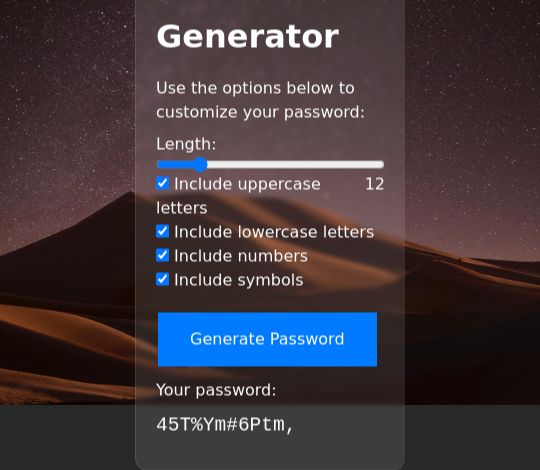 Generator
Use the options below to
customize your password:
Length:
Include uppercase 12
letters
Include lowercase letters
Include numbers
Include symbols
Generate Password
Your password:
45T%Ym#6Ptm,